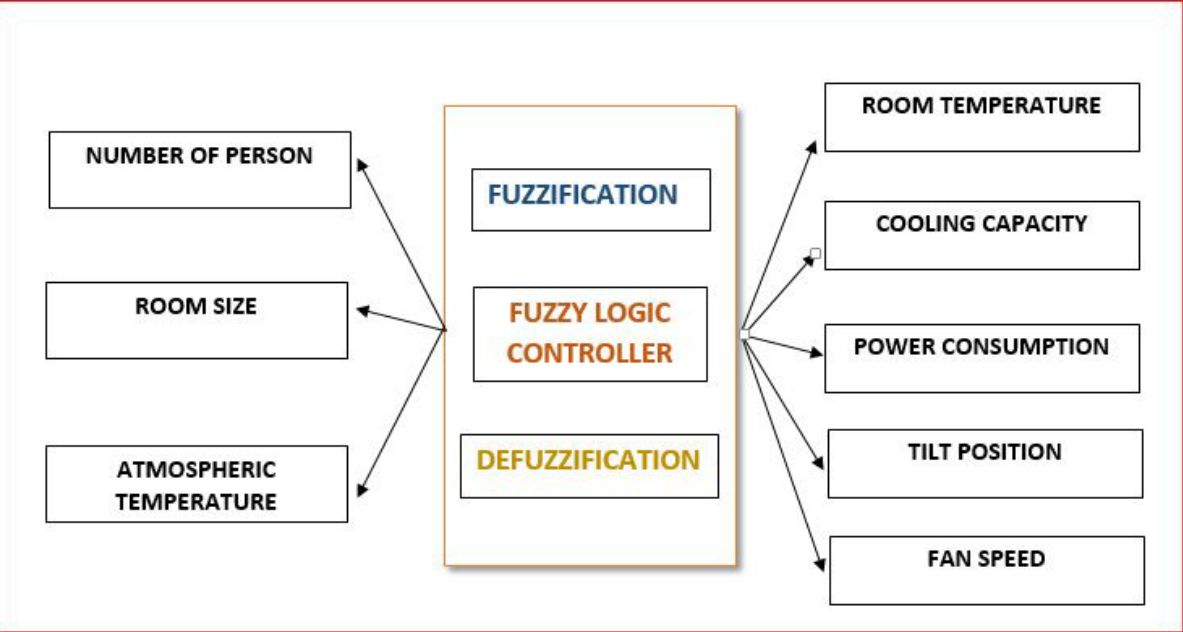 NUMBER OF PERSON
ROOM SIZE
ATMOSPHERIC
TEMPERATURE
FUZZIFICATION
FUZZY LOGIC
CONTROLLER
DEFUZZIFICATION
ROOM TEMPERATURE
COOLING CAPACITY
POWER CONSUMPTION
TILT POSITION
FAN SPEED